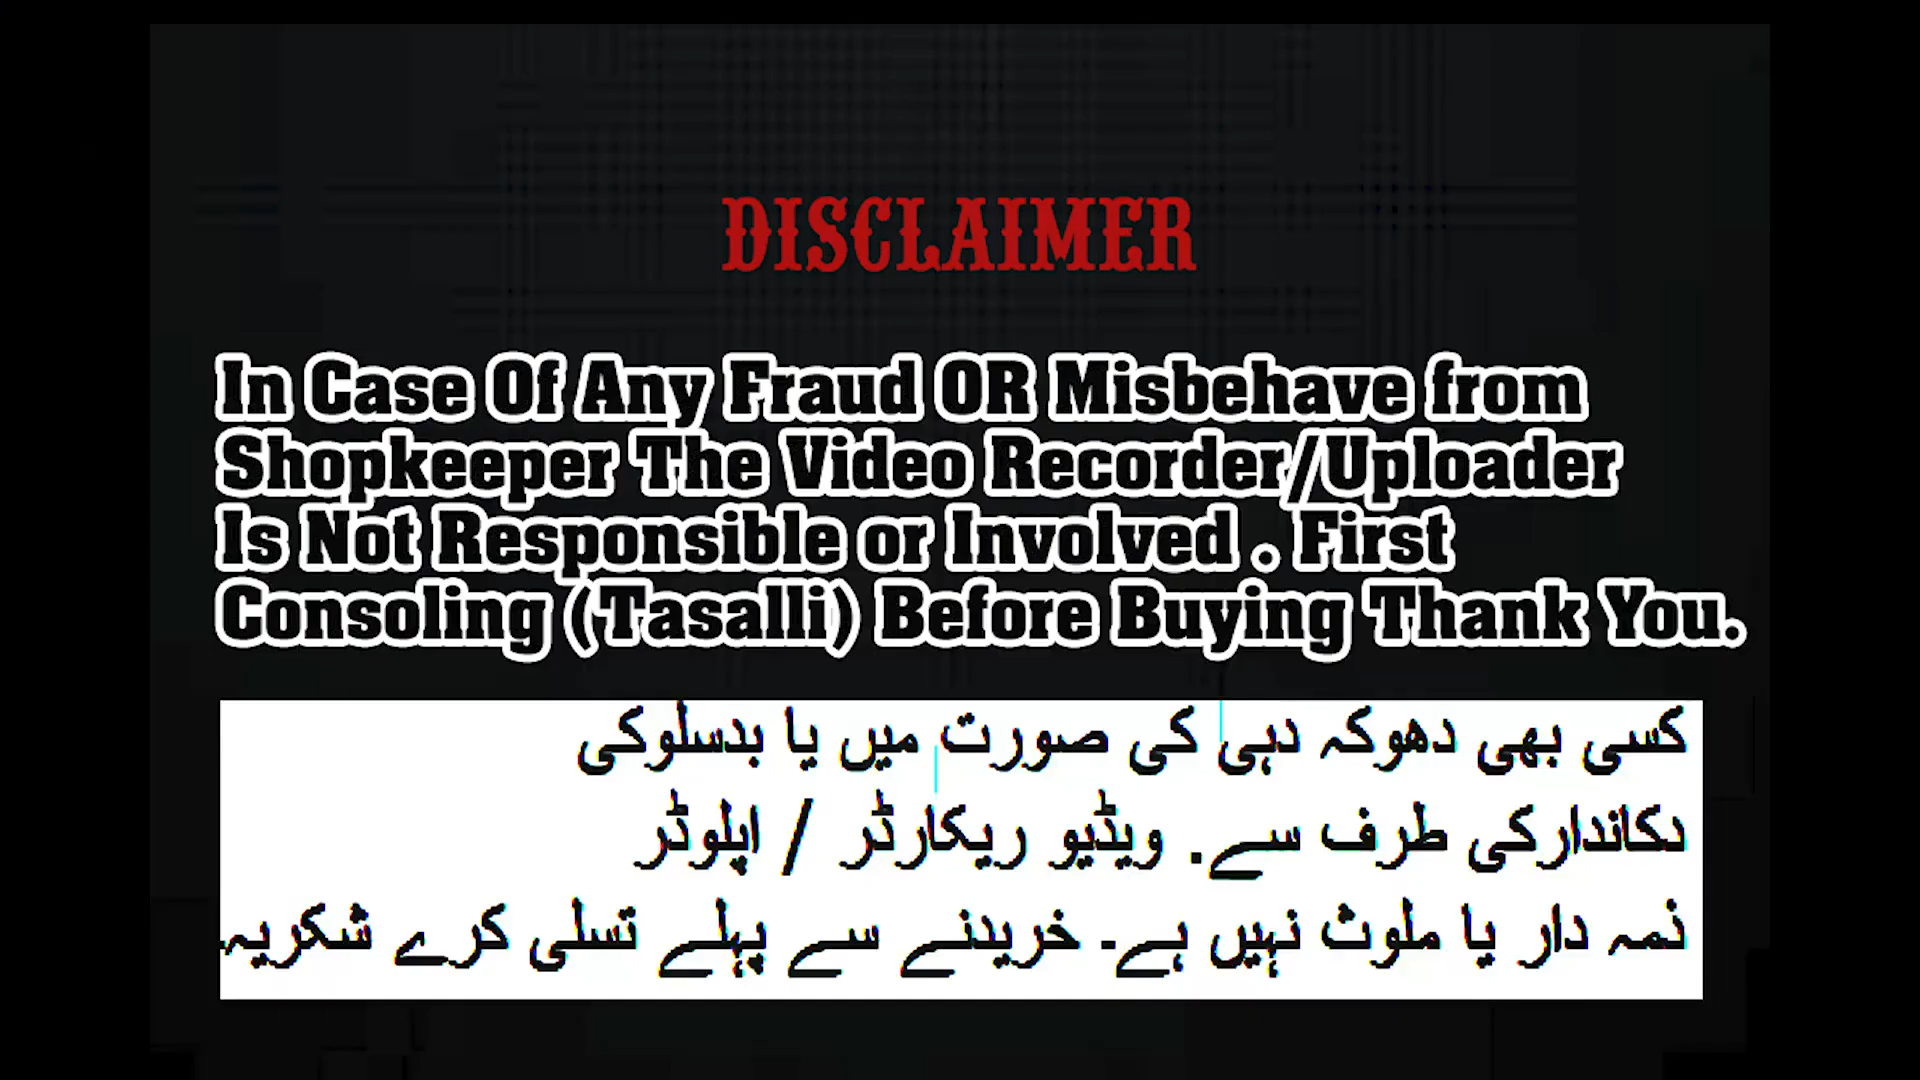 DISCLAIMER
In Case Of Any Fraud OR Misbehave from
Shopkeeper The Video Recorder/Uploader
Is Not Responsible or Involved . First
Consoling (Tasalli) Before Buying Thank You.
کسی بھی دھوکہ دہی کی صورت میں یا بدسلوکی
دکاندارکی طرف سے. ویڈیو ریکارٹر / اپلوٹر
ذمہ دار یا ملوث نہیں ہے۔ خریدنے سے پہلے تسلی کرے شکریہ